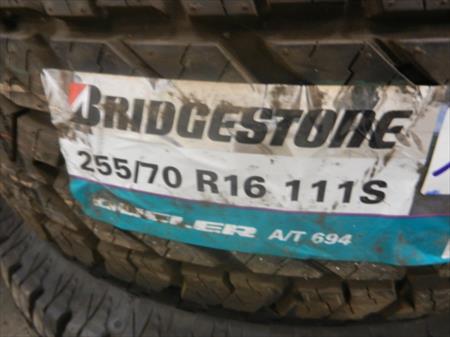 BRIDGESTONE
255/70 R16 111S
DUELER A/T 694